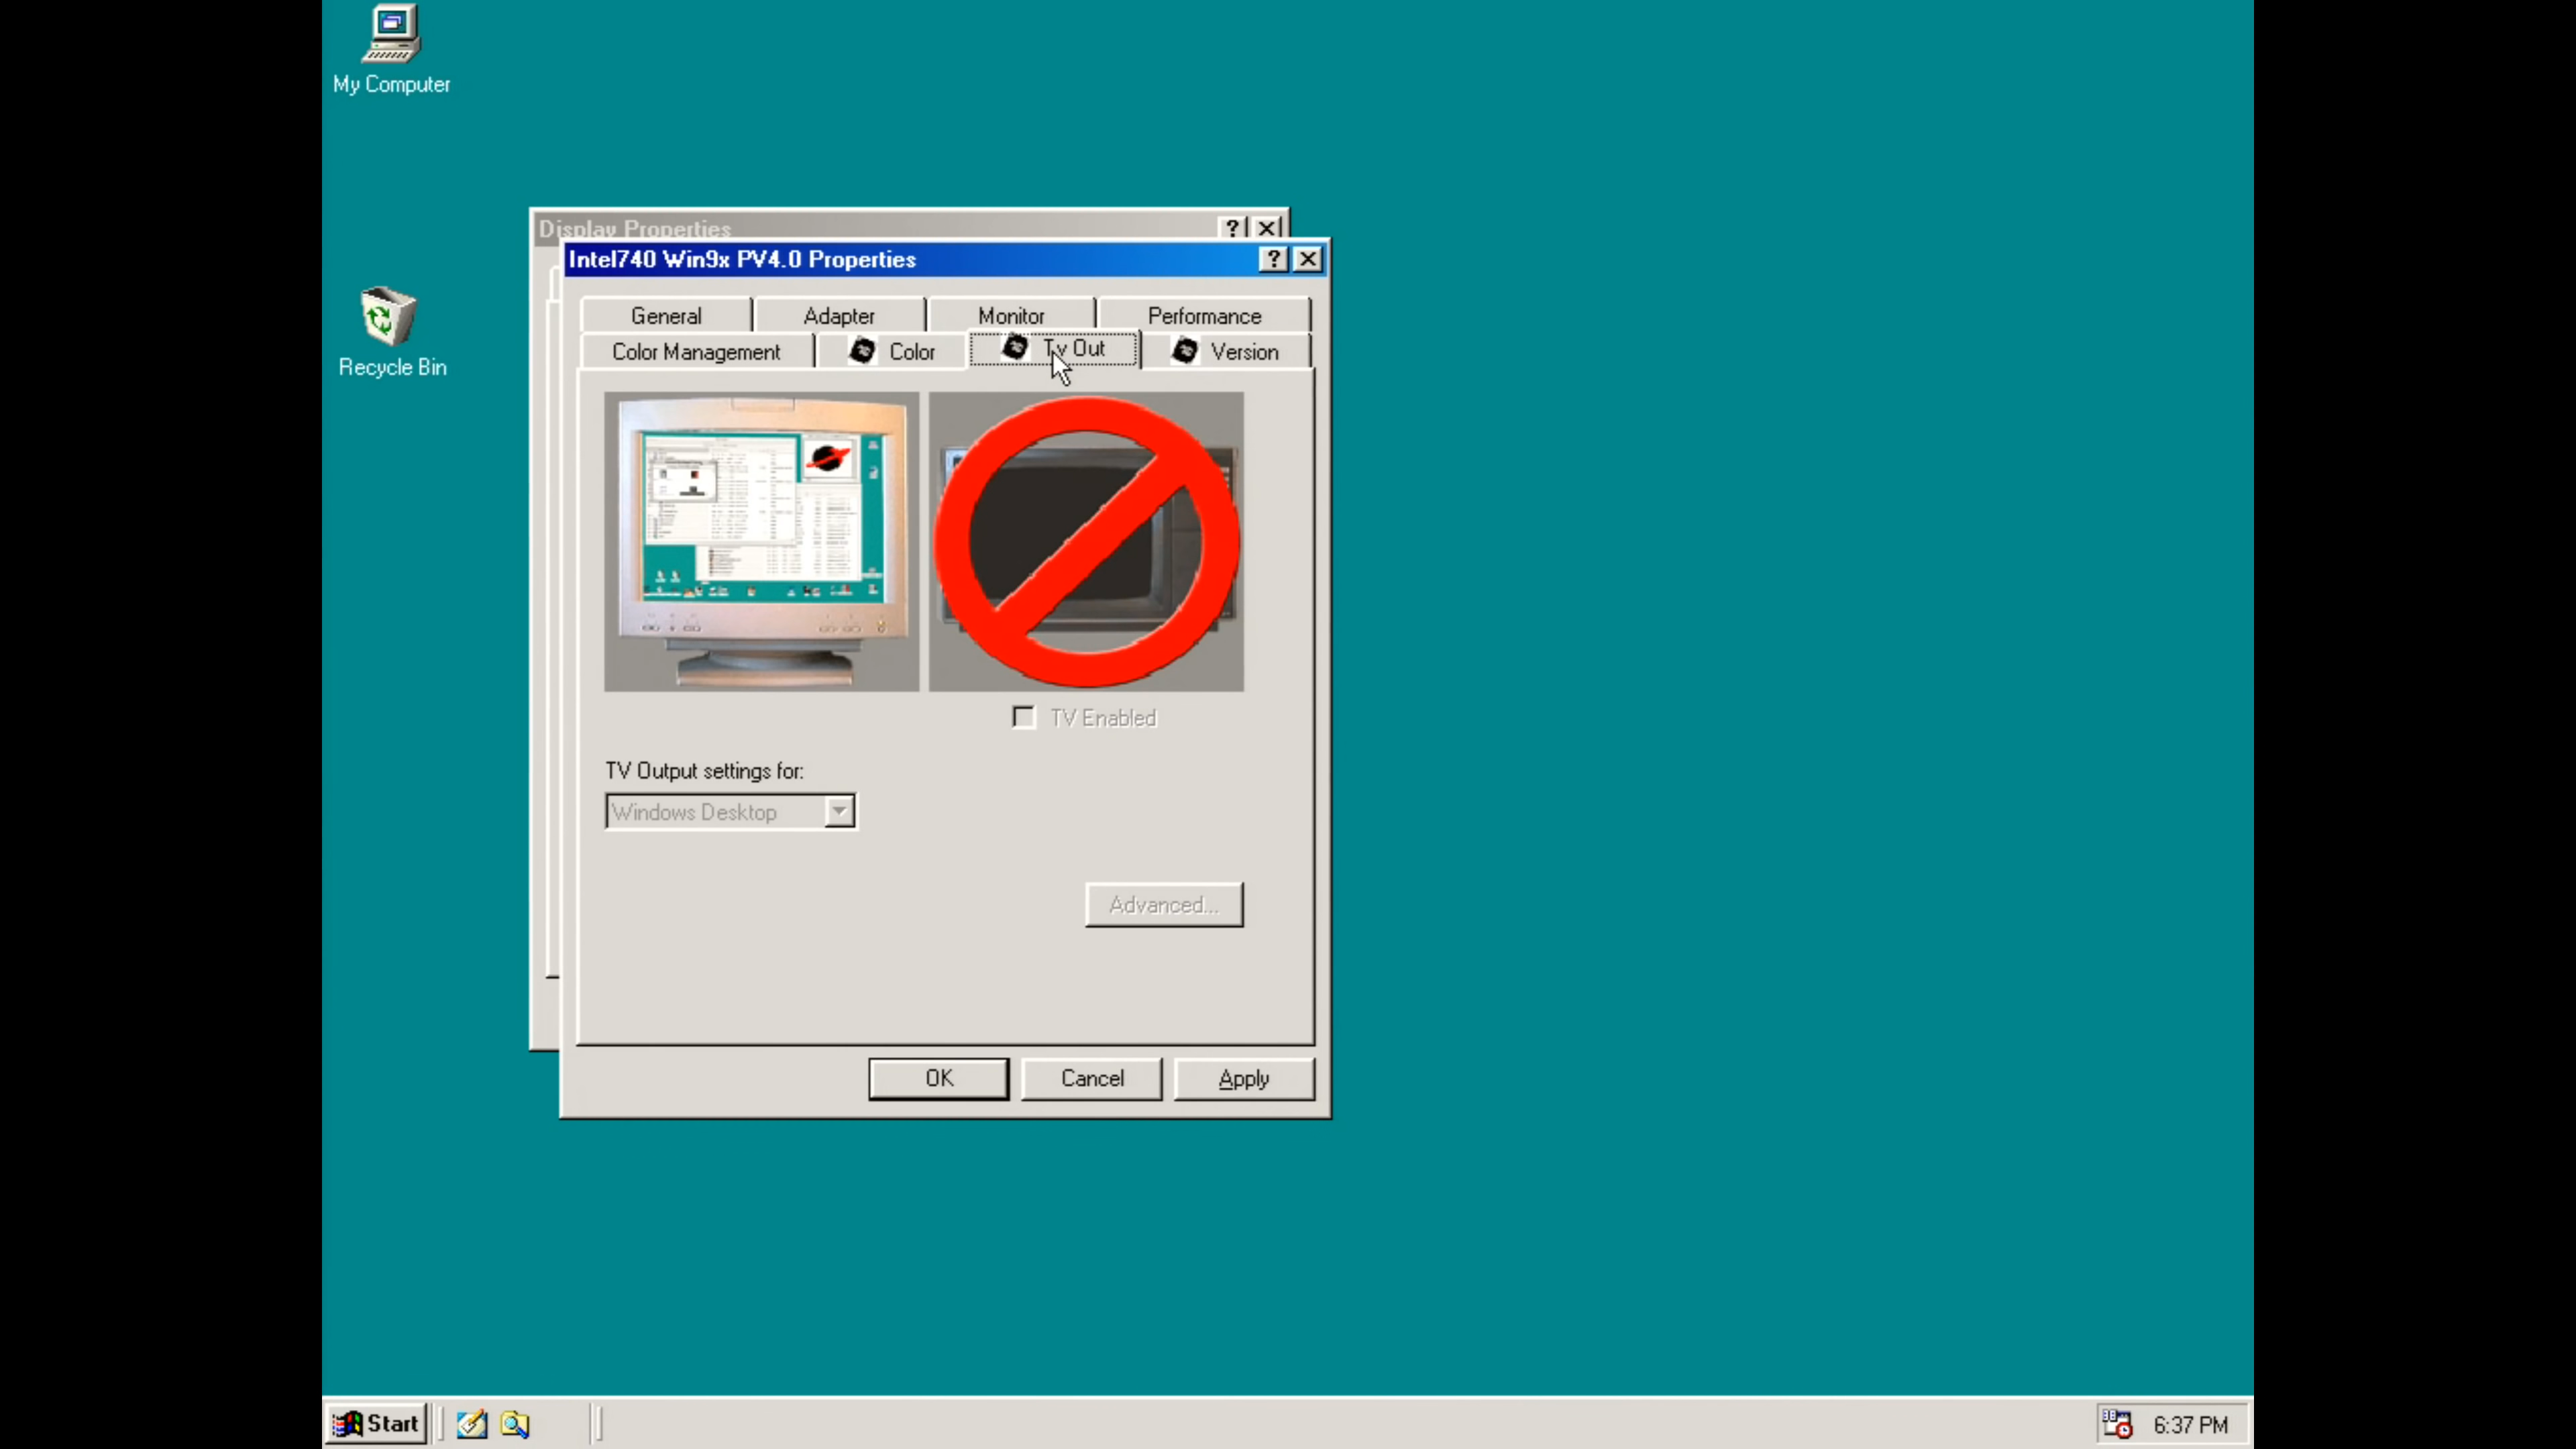 My Computer
Recycle Bin
Display Properties
Intel740 Win9x PV4.0 Properties
General
Adapter
Monitor
Performance
Color Management
Color
Tv Out
Version
TV Enabled
TV Output settings for:
Windows Desktop
Advanced...
OK
Cancel
Apply
Start
6:37 PM